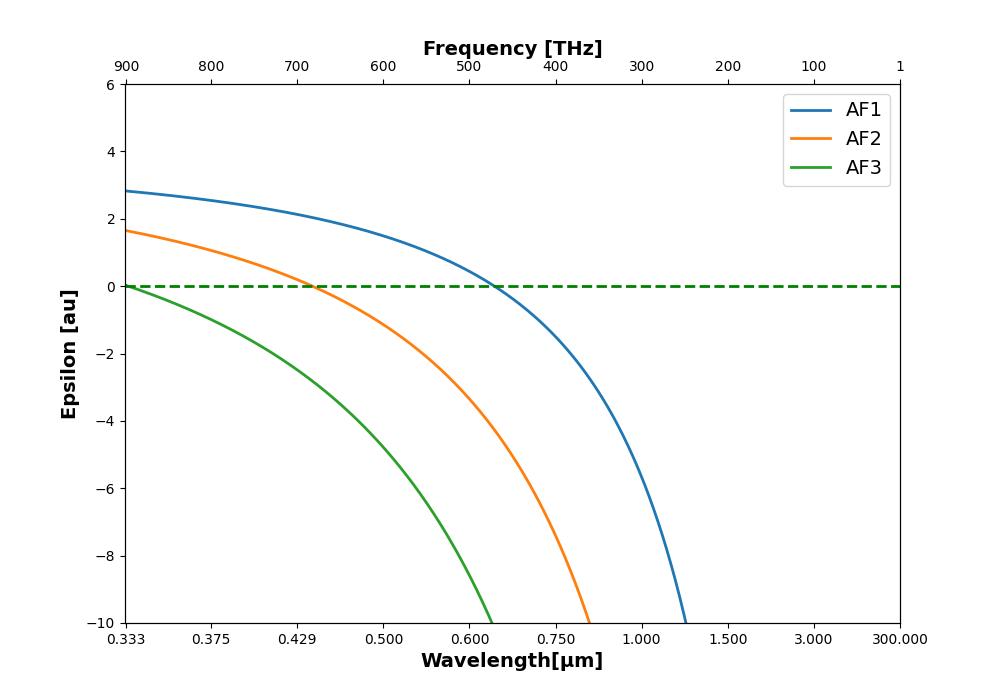 Frequency [THz]
900 800 700 600 500 400 300 200 100 1
6
4
2
0
−2
−4
−6
−8
−10
Epsilon [au]
AF1
AF2
AF3
0.333 0.375 0.429 0.500 0.600 0.750 1.000 1.500 3.000 300.000
Wavelength[μm]